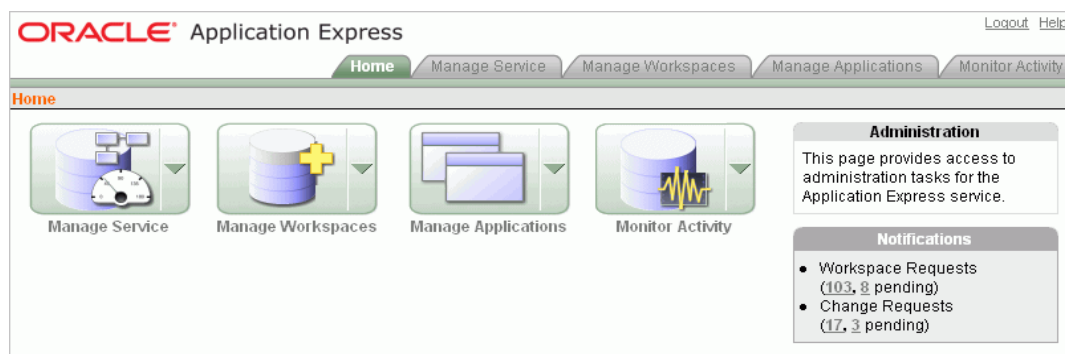 ORACLE® Application Express
Logout Help
Home Manage Service Manage Workspaces Manage Applications Monitor Activity
Home
Manage Service Manage Workspaces Manage Applications Monitor Activity
Administration
This page provides access to
administration tasks for the
Application Express service.
Notifications
• Workspace Requests
(103, 8 pending)
• Change Requests
(17, 3 pending)